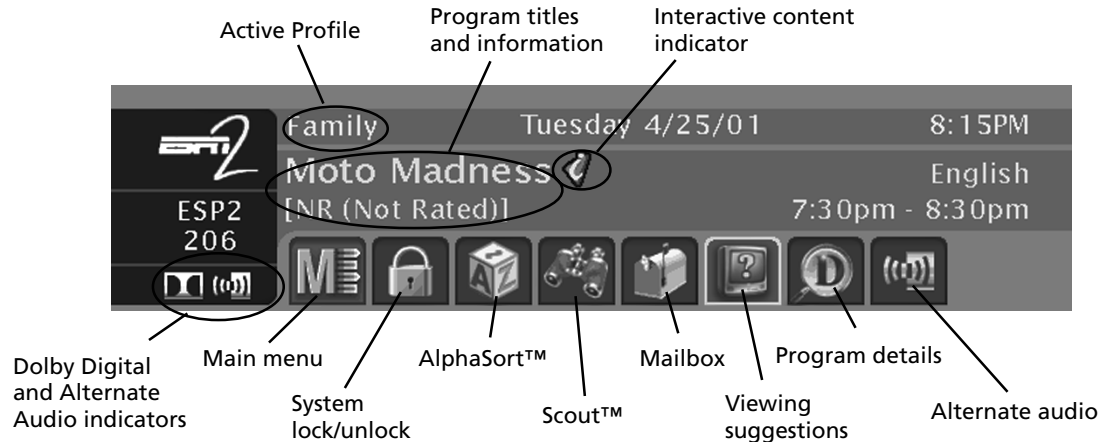 Active Profile
Program titles
and information
Interactive content
indicator
ESPN2
Family
Tuesday 4/25/01
8:15PM
Moto Madness
i
English
[NR (Not Rated)]
7:30pm - 8:30pm
ESP2
206
M
A
Z
?
D
Dolby Digital
and Alternate
Audio indicators
Main menu
System
lock/unlock
AlphaSort™
Scout™
Mailbox
Viewing
suggestions
Program details
Alternate audio